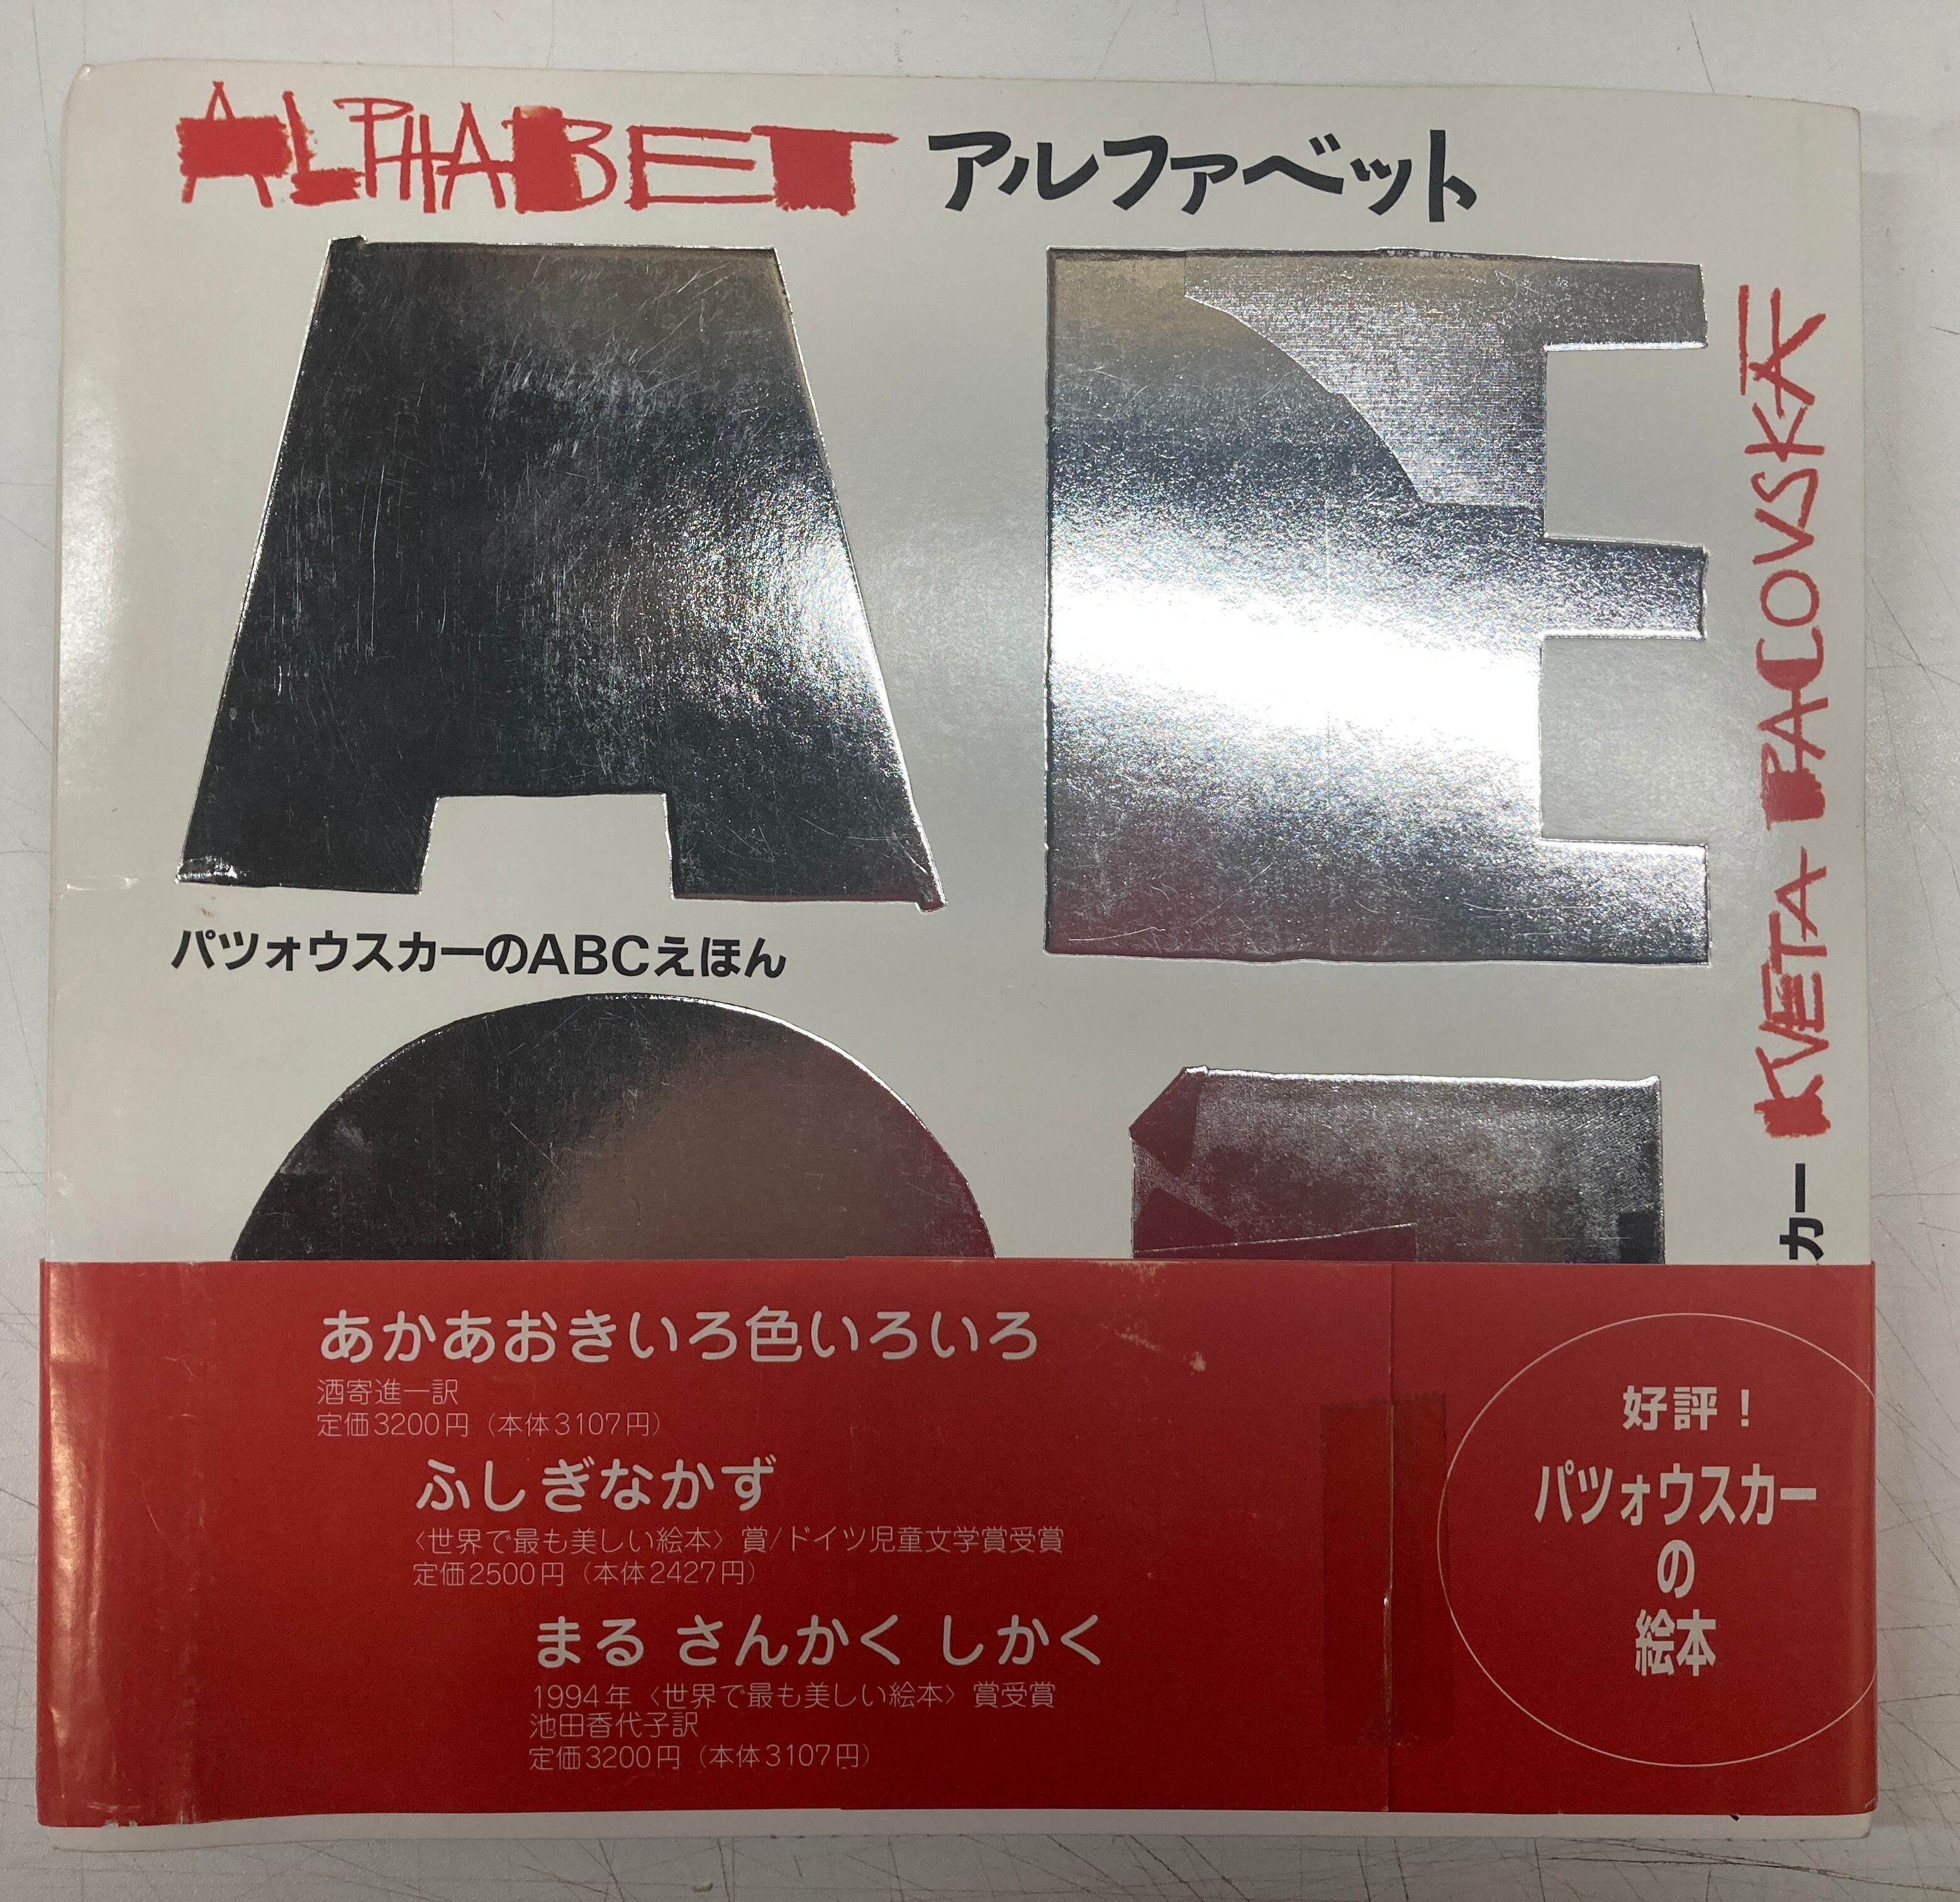 ALPHABET アルファベット
KVĚTA PACOVSKÁ
パツォウスカーのABCえほん
カー
あかあおきいろ色いろいろ
酒寄進一訳
定価3200円（本体3107円）
ふしぎなかず
〈世界で最も美しい絵本〉賞/ドイツ児童文学賞受賞
定価2500円（本体2427円）
まる さんかく しかく
1994年〈世界で最も美しい絵本〉賞受賞
池田香代子訳
定価3200円（本体3107円）
好評！
パツォウスカー
の
絵本